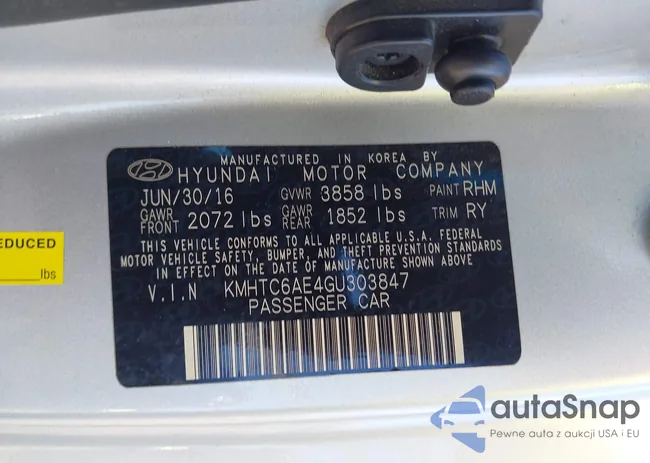 MANUFACTURED IN KOREA BY
HYUNDAI MOTOR COMPANY
JUN/30/16 GVWR 3858 lbs PAINT RHM
GAWR FRONT 2072 lbs GAWR REAR 1852 lbs TRIM RY
THIS VEHICLE CONFORMS TO ALL APPLICABLE U.S.A. FEDERAL
MOTOR VEHICLE SAFETY, BUMPER, AND THEFT PREVENTION STANDARDS
IN EFFECT ON THE DATE OF MANUFACTURE SHOWN ABOVE
V.I.N KMHTC6AE4GU303847
PASSENGER CAR
EDUCED
lbs
autaSnap
Pewne auta z aukcji USA i EU